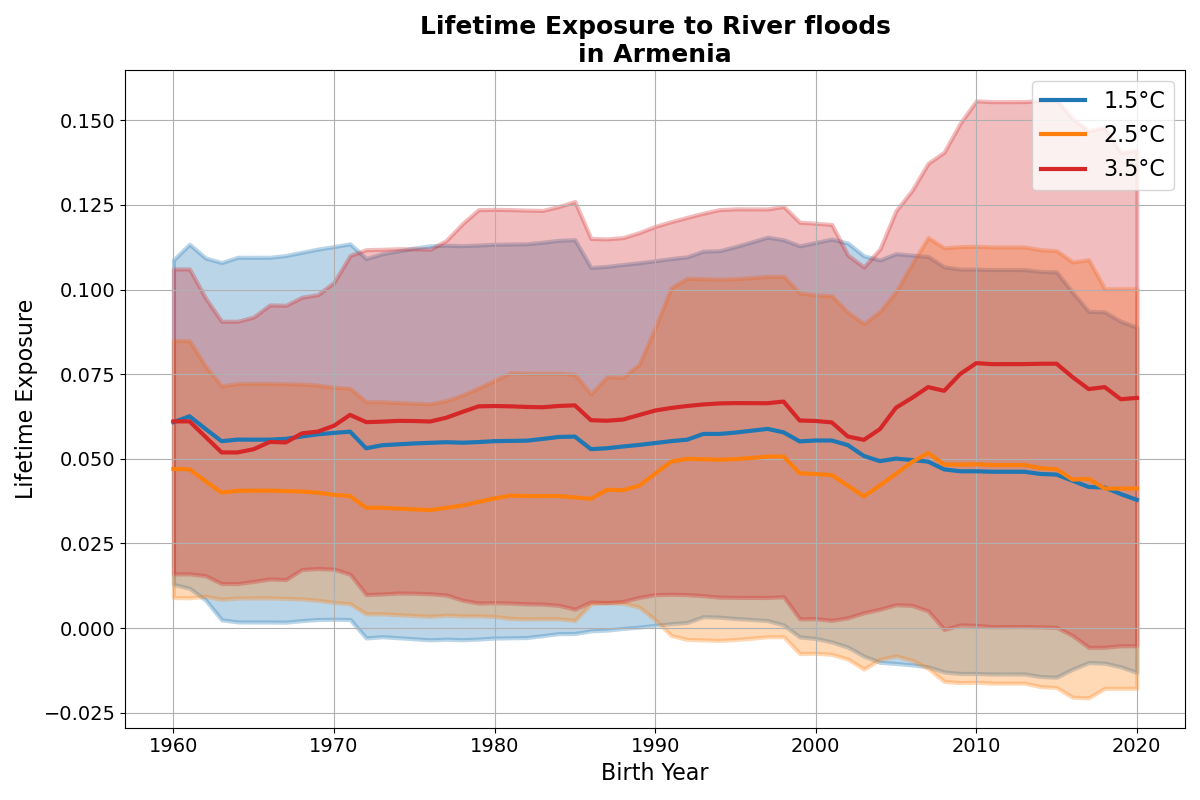 Lifetime Exposure to River floods
in Armenia
1.5°C
2.5°C
3.5°C
Lifetime Exposure
0.150
0.125
0.100
0.075
0.050
0.025
0.000
−0.025
1960 1970 1980 1990 2000 2010 2020
Birth Year